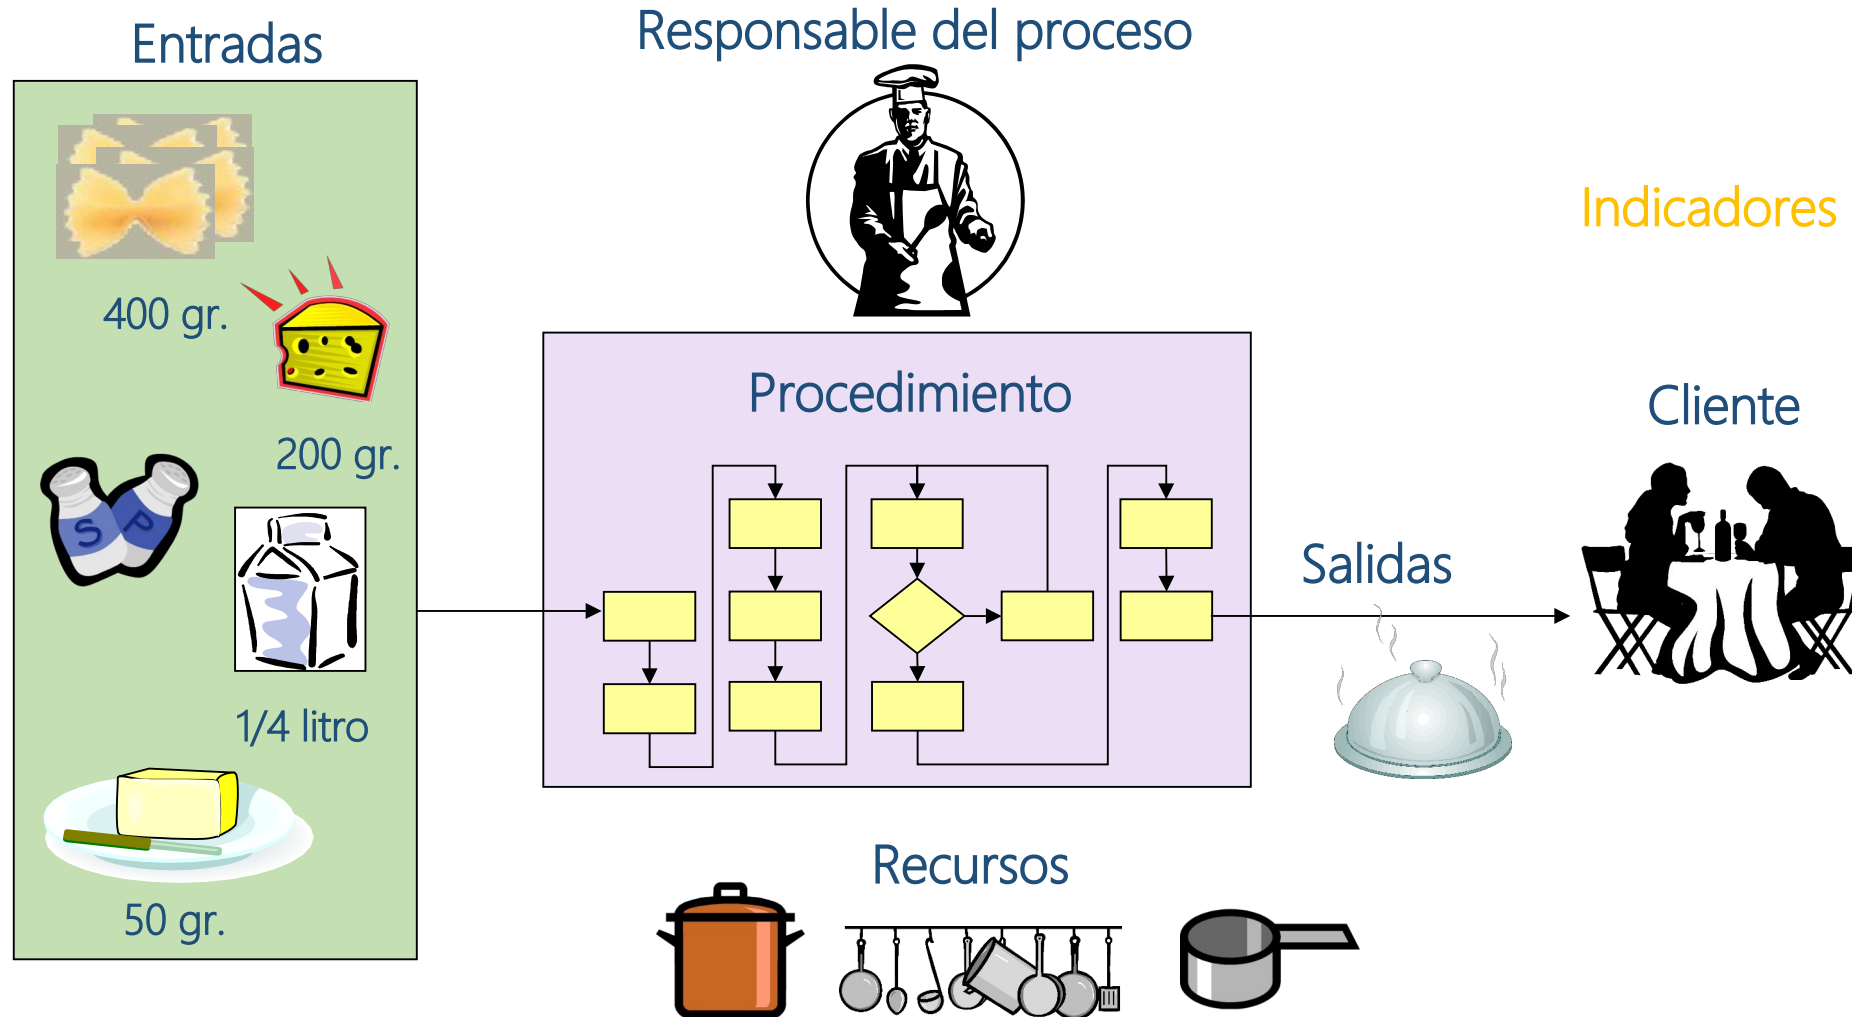 Entradas
Responsable del proceso
Indicadores
400 gr.
200 gr.
S
P
1/4 litro
50 gr.
Procedimiento
Cliente
Salidas
Recursos